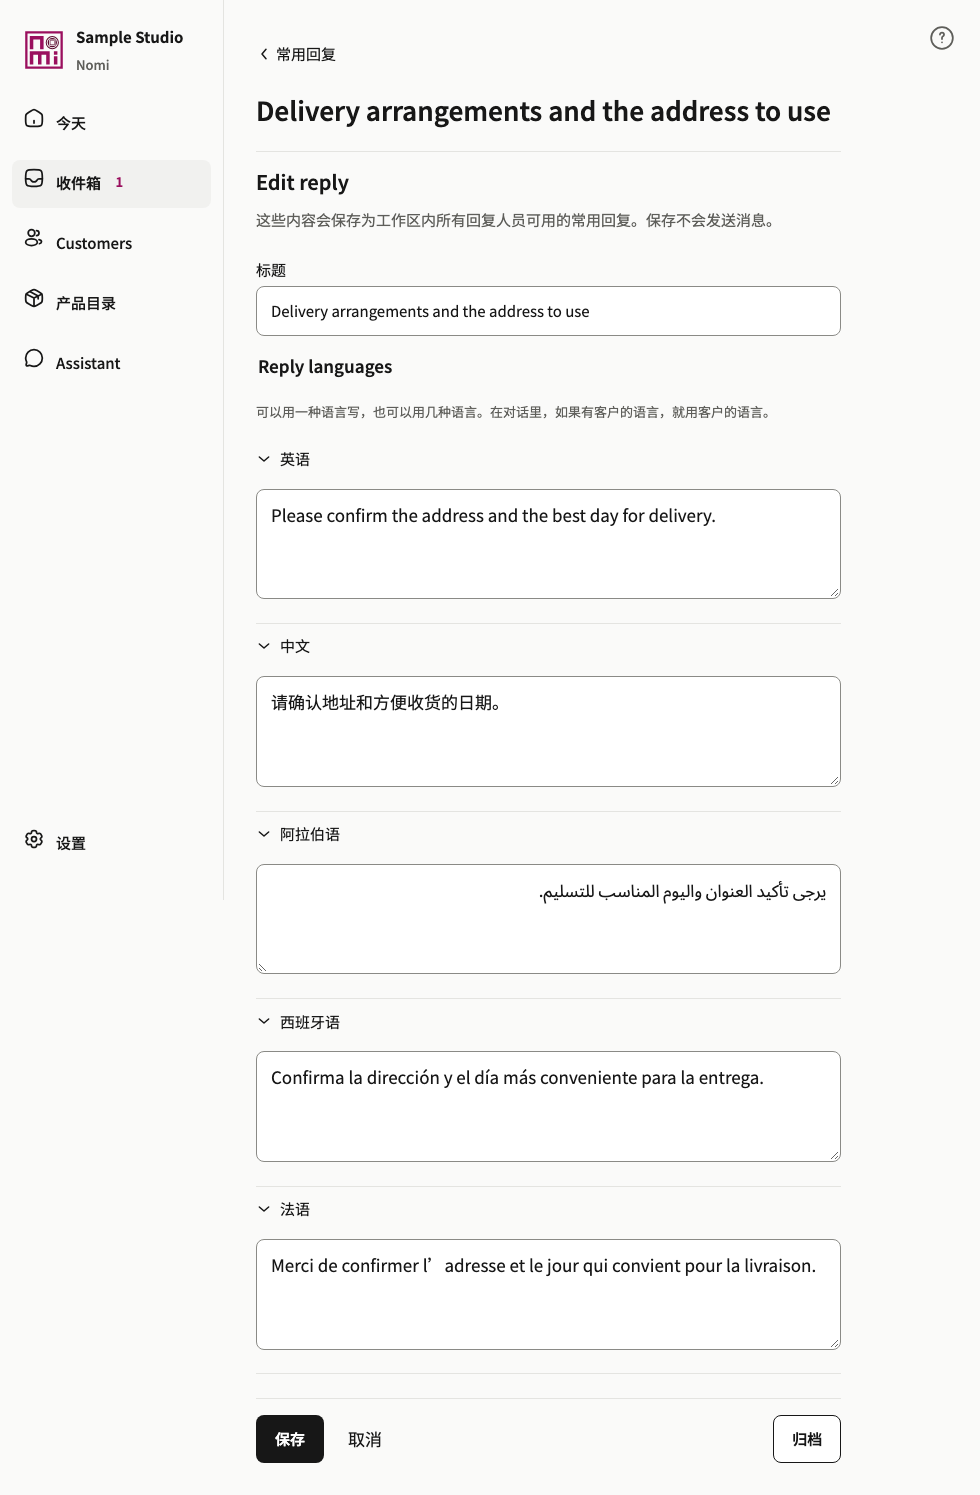 Sample Studio
Nomi
今天
收件箱 1
Customers
产品目录
Assistant
设置
常用回复
Delivery arrangements and the address to use
Edit reply
这些内容会保存为工作区内所有回复人员可用的常用回复。保存不会发送消息。
标题
Delivery arrangements and the address to use
Reply languages
可以用一种语言写，也可以用几种语言。在对话里，如果有客户的语言，就用客户的语言。
英语
Please confirm the address and the best day for delivery.
中文
请确认地址和方便收货的日期。
阿拉伯语
يرجى تأكيد العنوان واليوم المناسب للتسليم.
西班牙语
Confirma la dirección y el día más conveniente para la entrega.
法语
Merci de confirmer l’adresse et le jour qui convient pour la livraison.
保存
取消
归档